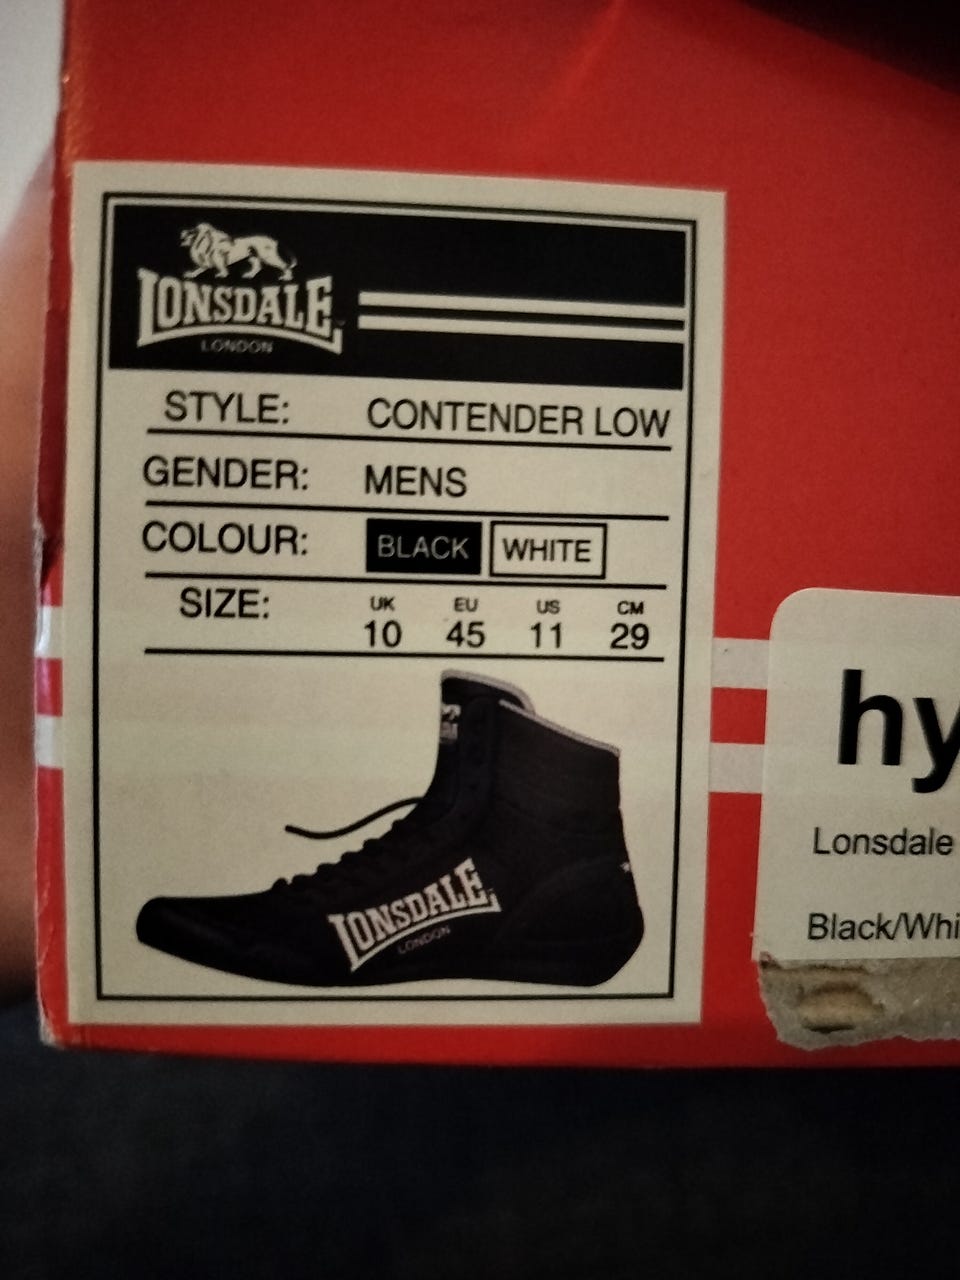 LONSDALE
LONDON
STYLE: CONTENDER LOW
GENDER: MENS
COLOUR: BLACK WHITE
SIZE: UK EU US CM
10 45 11 29
LONSDALE
LONDON
hy
Lonsdale
Black/Whi